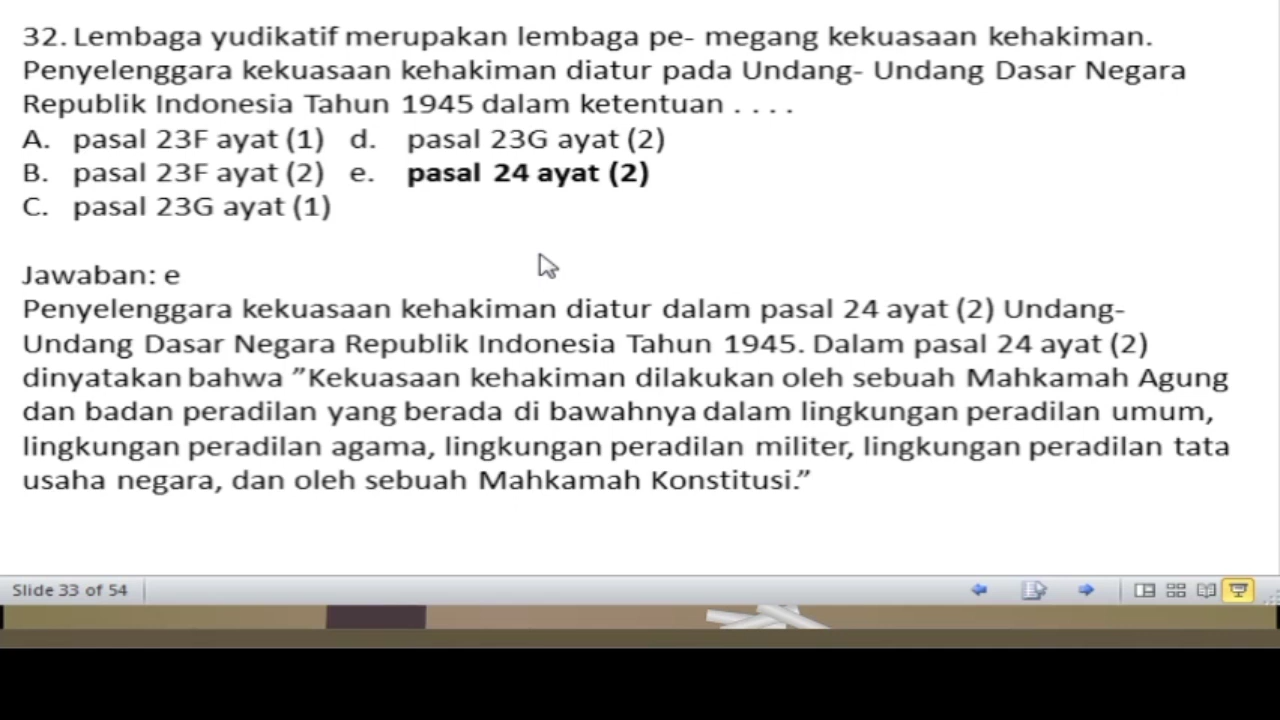 32. Lembaga yudikatif merupakan lembaga pe- megang kekuasaan kehakiman.
Penyelenggara kekuasaan kehakiman diatur pada Undang- Undang Dasar Negara
Republik Indonesia Tahun 1945 dalam ketentuan . . . .
A. pasal 23F ayat (1) d. pasal 23G ayat (2)
B. pasal 23F ayat (2) e. pasal 24 ayat (2)
C. pasal 23G ayat (1)
Jawaban: e
Penyelenggara kekuasaan kehakiman diatur dalam pasal 24 ayat (2) Undang-
Undang Dasar Negara Republik Indonesia Tahun 1945. Dalam pasal 24 ayat (2)
dinyatakan bahwa ”Kekuasaan kehakiman dilakukan oleh sebuah Mahkamah Agung
dan badan peradilan yang berada di bawahnya dalam lingkungan peradilan umum,
lingkungan peradilan agama, lingkungan peradilan militer, lingkungan peradilan tata
usaha negara, dan oleh sebuah Mahkamah Konstitusi.”
Slide 33 of 54